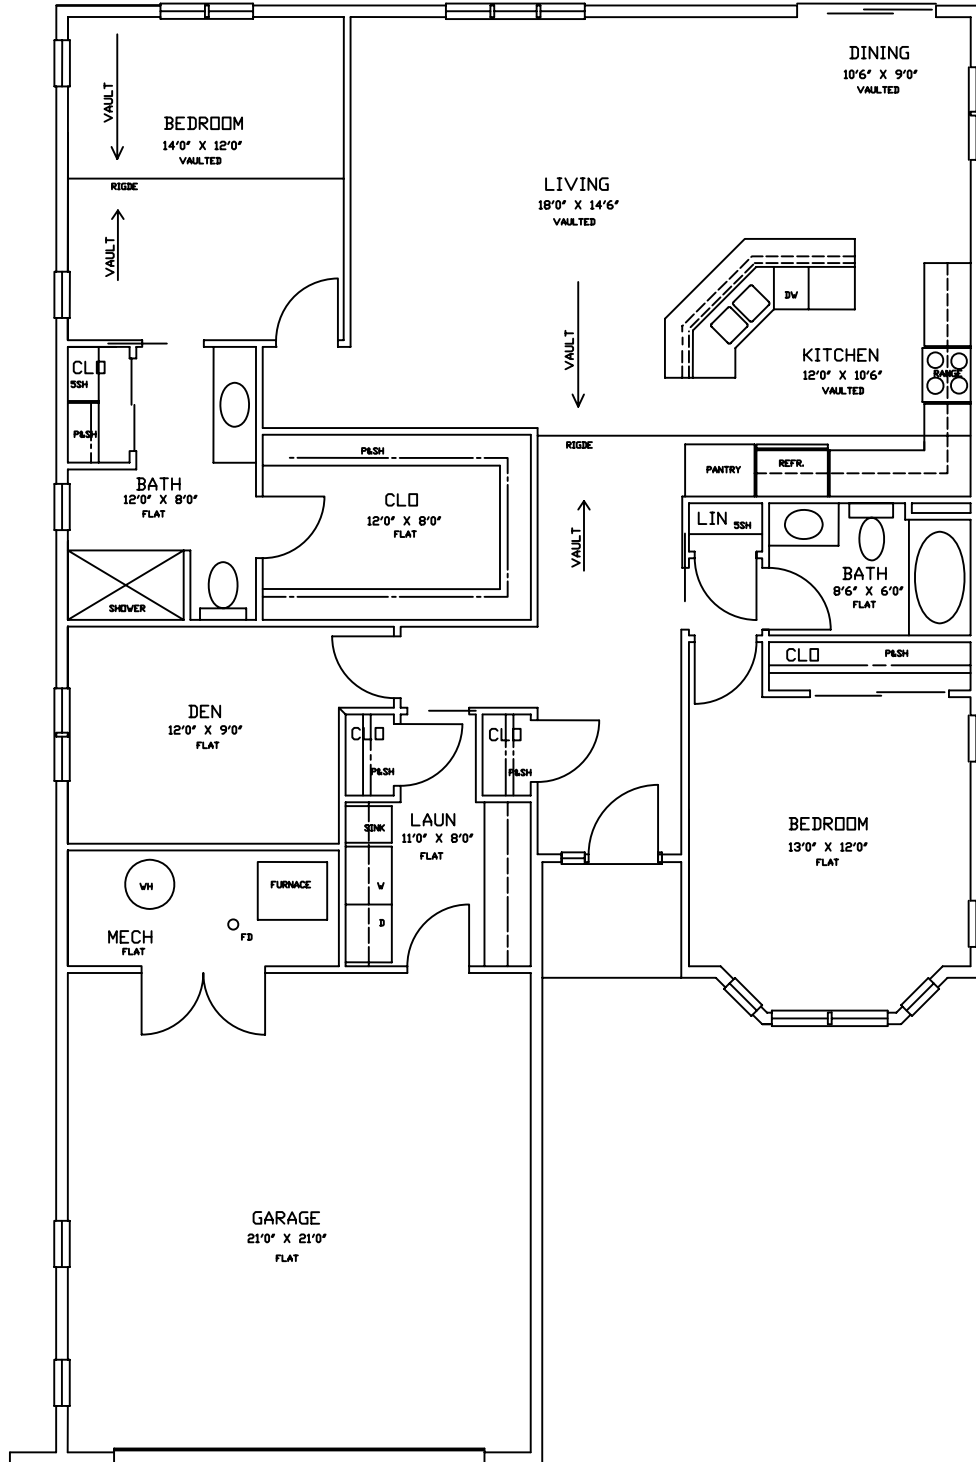 DINING
10'6" X 9'0"
VAULTED
VAULT
BEDROOM
14'0" X 12'0"
VAULTED
RIGDE
VAULT
LIVING
18'0" X 14'6"
VAULTED
DW
VAULT
KITCHEN
12'0" X 10'6"
VAULTED
RANGE
CLO
5SH
P&SH
RIGDE
P&SH
PANTRY
REFR.
BATH
12'0" X 8'0"
FLAT
CLO
12'0" X 8'0"
FLAT
VAULT
LIN 5SH
BATH
8'6" X 6'0"
FLAT
SHOWER
CLO
P&SH
DEN
12'0" X 9'0"
FLAT
CLO
P&SH
CLO
P&SH
LAUN
11'0" X 8'0"
FLAT
SINK
W
D
BEDROOM
13'0" X 12'0"
FLAT
WH
FURNACE
FD
MECH
FLAT
GARAGE
21'0" X 21'0"
FLAT